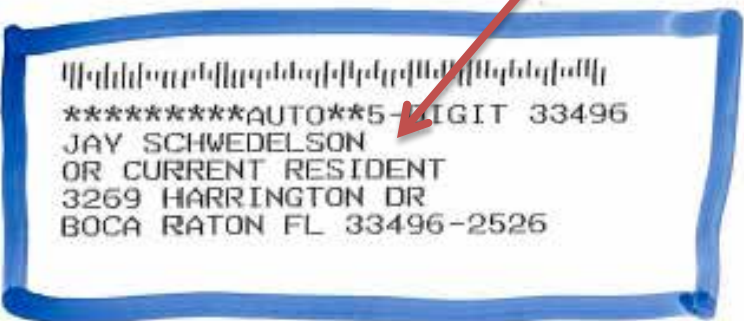 *********AUTO**5-DIGIT 33496
JAY SCHWEDELSON
OR CURRENT RESIDENT
3269 HARRINGTON DR
BOCA RATON FL 33496-2526